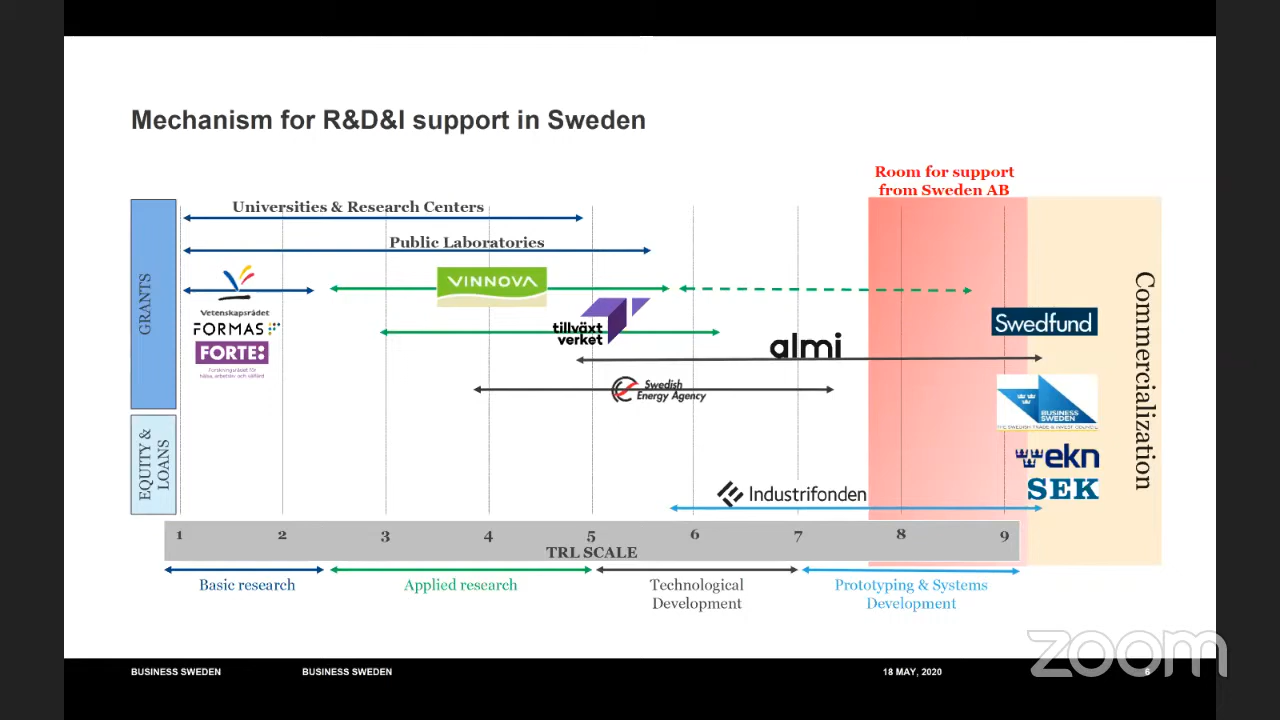 Mechanism for R&D&I support in Sweden
Room for support
from Sweden AB
GRANTS
EQUITY &
LOANS
Universities & Research Centers
Public Laboratories
Vetenskapsrådet
FORMAS
FORTE:
Forskningsrådet för
hälsa, arbetsliv och välfärd
VINNOVA
tillväxt
verket
almi
Swedish
Energy Agency
Industrifonden
Swedfund
BUSINESS
SWEDEN
THE SWEDISH TRADE & INVEST COUNCIL
ekn
SEK
Commercialization
1 2 3 4 5 6 7 8 9
TRL SCALE
Basic research
Applied research
Technological
Development
Prototyping & Systems
Development
BUSINESS SWEDEN
BUSINESS SWEDEN
18 MAY, 2020
6
zoom